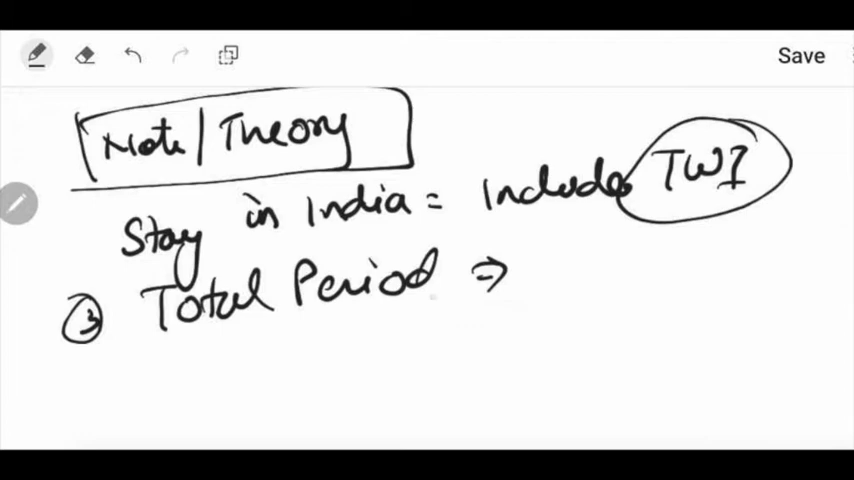 Save
Note | Theory
Stay in India = Include TWI
③ Total Period ⇒